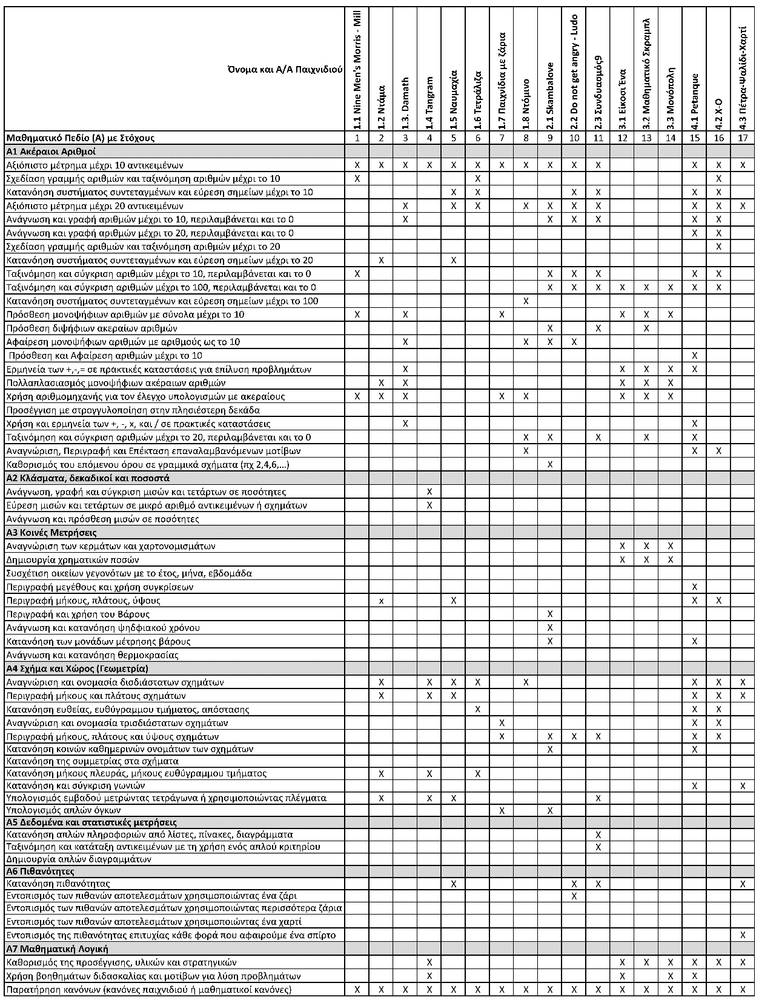 Όνομα και Α/Α Παιχνιδιού 1.1 Nine Men's Morris - Mill 1.2 Ντάμα 1.3. Damath 1.4 Tangram 1.5 Ναυμαχία 1.6 Τετράλιζα 1.7 Παιχνίδια με ζάρια 1.8 Ντόμινο 2.1 Skambalove 2.2 Do not get angry - Ludo 2.3 Συνδυασμός9 3.1 Είκοσι Ένα 3.2 Μαθηματικό Σκραμπλ 3.3 Μονόπολη 4.1 Petanque 4.2 Χ-Ο 4.3 Πέτρα-Ψαλίδι-Χαρτί
Μαθηματικό Πεδίο (Α) με Στόχους 1 2 3 4 5 6 7 8 9 10 11 12 13 14 15 16 17
Α1 Ακέραιοι Αριθμοί
Αξιόπιστο μέτρημα μέχρι 10 αντικειμένων X X X X X X X X X X X X X X
Σχεδίαση γραμμής αριθμών και ταξινόμηση αριθμών μέχρι το 10 X X X
Κατανόηση συστήματος συντεταγμένων και εύρεση σημείων μέχρι το 10 X X X X X X
Αξιόπιστο μέτρημα μέχρι 20 αντικειμένων X X X X X X X X X X
Ανάγνωση και γραφή αριθμών μέχρι το 10, περιλαμβάνεται και το 0 X X X X X X
Ανάγνωση και γραφή αριθμών μέχρι το 20, περιλαμβάνεται και το 0 X X
Σχεδίαση γραμμής αριθμών και ταξινόμηση αριθμών μέχρι το 20 X
Κατανόηση συστήματος συντεταγμένων και εύρεση σημείων μέχρι το 20 X X
Ταξινόμηση και σύγκριση αριθμών μέχρι το 10, περιλαμβάνεται και το 0 X X X X X X
Ταξινόμηση και σύγκριση αριθμών μέχρι το 100, περιλαμβάνεται και το 0 X X X X X X X X
Κατανόηση συστήματος συντεταγμένων και εύρεση σημείων μέχρι το 100 X
Πρόσθεση μονοψήφιων αριθμών με σύνολα μέχρι το 10 X X X X X X
Πρόσθεση διψήφιων ακεραίων αριθμών X X X
Αφαίρεση μονοψήφιων αριθμών με αριθμούς ως το 10 X X X X
Πρόσθεση και Αφαίρεση αριθμών μέχρι το 10 X
Ερμηνεία των +,-,= σε πρακτικές καταστάσεις για επίλυση προβλημάτων X X X X X
Πολλαπλασιασμός μονοψήφιων ακέραιων αριθμών X X X X X
Χρήση αριθμομηχανής για τον έλεγχο υπολογισμών με ακεραίους X X X X X X X X
Προσέγγιση με στρογγυλοποίηση στην πλησιέστερη δεκάδα
Χρήση και ερμηνεία των +, -, x, και / σε πρακτικές καταστάσεις X X
Ταξινόμηση και σύγκριση αριθμών μέχρι το 20, περιλαμβάνεται και το 0 X X X X X
Αναγνώριση, Περιγραφή και Επέκταση επαναλαμβανόμενων μοτίβων X X X
Καθορισμός του επόμενου όρου σε γραμμικά σχήματα (πχ 2,4,6,...) X
Α2 Κλάσματα, δεκαδικοί και ποσοστά
Ανάγνωση, γραφή και σύγκριση μισών και τετάρτων σε ποσότητες X
Εύρεση μισών και τετάρτων σε μικρό αριθμό αντικειμένων ή σχημάτων X
Ανάγνωση και πρόσθεση μισών σε ποσότητες
Α3 Κοινές Μετρήσεις
Αναγνώριση των κερμάτων και χαρτονομισμάτων X X X
Δημιουργία χρηματικών ποσών X X X
Συσχέτιση οικείων γεγονότων με το έτος, μήνα, εβδομάδα
Περιγραφή μεγέθους και χρήση συγκρίσεων X
Περιγραφή μήκους, πλάτους, ύψους x X X X
Περιγραφή και χρήση του Βάρους X
Ανάγνωση και κατανόηση ψηδφιακού χρόνου X
Κατανόηση των μονάδων μέτρησης βάρους X X
Ανάγνωση και κατανόηση θερμοκρασίας
Α4 Σχήμα και Χώρος (Γεωμετρία)
Αναγνώριση και ονομασία δισδιάστατων σχημάτων X X X X X X X X
Περιγραφή μήκους και πλάτους σχημάτων X X X X X X
Κατανόηση ευθείας, ευθύγραμμου τμήματος, απόστασης X X X
Αναγνώριση και ονομασία τρισδιάστατων σχημάτων X X X
Περιγραφή μήκους, πλάτους και ύψους σχημάτων X X X X X X
Κατανόηση κοινών καθημερινών ονομάτων των σχημάτων X X
Κατανόηση της συμμετρίας στα σχήματα
Κατανόηση μήκους πλευράς, μήκους ευθύγραμμου τμήματος X X X
Κατανόηση και σύγκριση γωνιών X X
Υπολογισμός εμβαδού μετρώντας τετράγωνα ή χρησιμοποιώντας πλέγματα X X X X
Υπολογισμός απλών όγκων X X
Α5 Δεδομένα και στατιστικές μετρήσεις
Κατανόηση απλών πληροφοριών από λίστες, πίνακες, διαγράμματα X
Ταξινόμηση και κατάταξη αντικειμένων με τη χρήση ενός απλού κριτηρίου X
Δημιουργία απλών διαγραμμάτων
Α6 Πιθανότητες
Κατανόηση πιθανότητας X X X X
Εντοπισμός των πιθανών αποτελεσμάτων χρησιμοποιώντας ένα ζάρι X
Εντοπισμός των πιθανών αποτελεσμάτων χρησιμοποιώντας περισσότερα ζάρια
Εντοπισμός των πιθανών αποτελεσμάτων χρησιμοποιώντας ένα χαρτί
Εντοπισμός της πιθανότητας επιτυχίας κάθε φορά που αφαιρούμε ένα σπίρτο X
Α7 Μαθηματική Λογική
Καθορισμός της προσέγγισης, υλικών και στρατηγικών X X X X X X X
Χρήση βοηθημάτων διδασκαλίας και μοτίβων για λύση προβλημάτων X X X X
Παρατήρηση κανόνων (κανόνες παιχνιδιού ή μαθηματικοί κανόνες) X X X X X X X X X X X X X X X X X